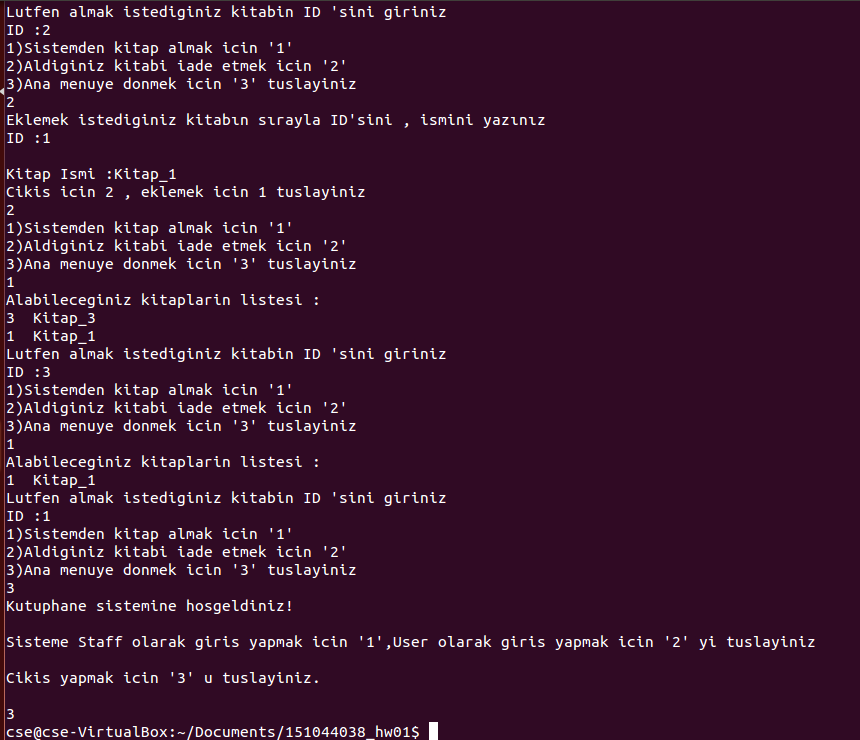 Lutfen almak istediginiz kitabin ID 'sini giriniz
ID :2
1)Sistemden kitap almak icin '1'
2)Aldiginiz kitabi iade etmek icin '2'
3)Ana menuye donmek icin '3' tuslayiniz
2
Eklemek istediginiz kitabın sırayla ID'sini , ismini yazınız
ID :1
Kitap Ismi :Kitap_1
Cikis icin 2 , eklemek icin 1 tuslayiniz
2
1)Sistemden kitap almak icin '1'
2)Aldiginiz kitabi iade etmek icin '2'
3)Ana menuye donmek icin '3' tuslayiniz
1
Alabileceginiz kitaplarin listesi :
3  Kitap_3
1  Kitap_1
Lutfen almak istediginiz kitabin ID 'sini giriniz
ID :3
1)Sistemden kitap almak icin '1'
2)Aldiginiz kitabi iade etmek icin '2'
3)Ana menuye donmek icin '3' tuslayiniz
1
Alabileceginiz kitaplarin listesi :
1  Kitap_1
Lutfen almak istediginiz kitabin ID 'sini giriniz
ID :1
1)Sistemden kitap almak icin '1'
2)Aldiginiz kitabi iade etmek icin '2'
3)Ana menuye donmek icin '3' tuslayiniz
3
Kutuphane sistemine hosgeldiniz!
Sisteme Staff olarak giris yapmak icin '1',User olarak giris yapmak icin '2' yi tuslayiniz
Cikis yapmak icin '3' u tuslayiniz.
3
cse@cse-VirtualBox:~/Documents/151044038_hw01$